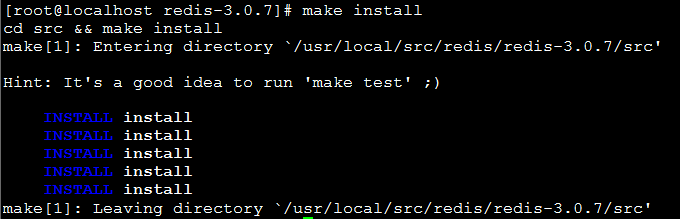 [root@localhost redis-3.0.7]# make install
cd src && make install
make[1]: Entering directory `/usr/local/src/redis/redis-3.0.7/src'
Hint: It's a good idea to run 'make test' ;)
INSTALL install
INSTALL install
INSTALL install
INSTALL install
INSTALL install
make[1]: Leaving directory `/usr/local/src/redis/redis-3.0.7/src'